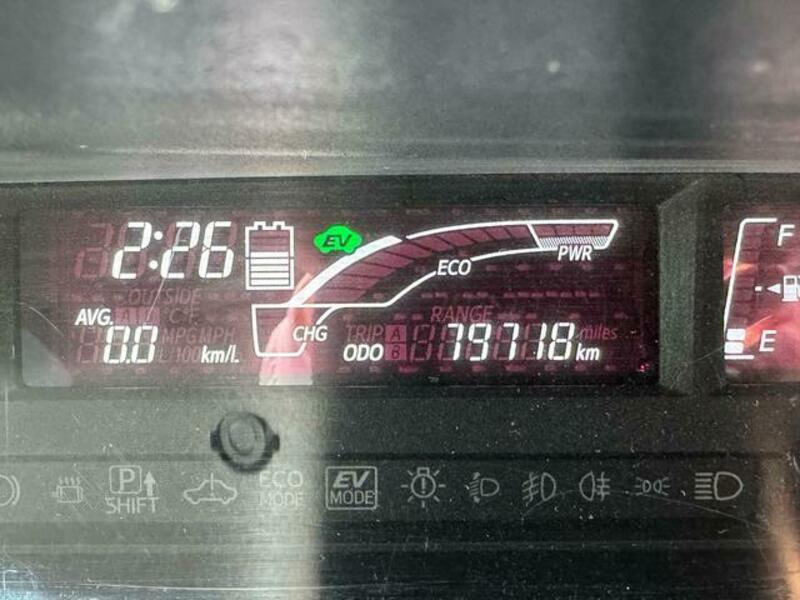 2:26
EV
F
PWR
ECO
OUTSIDE
°C°F
AVG.
RANGE
CHG
TRIP A
miles
MPG MPH
E
0.0 km/L
L/100km
ODO B 79718 km
P
SHIFT
ECO
MODE
EV
MODE